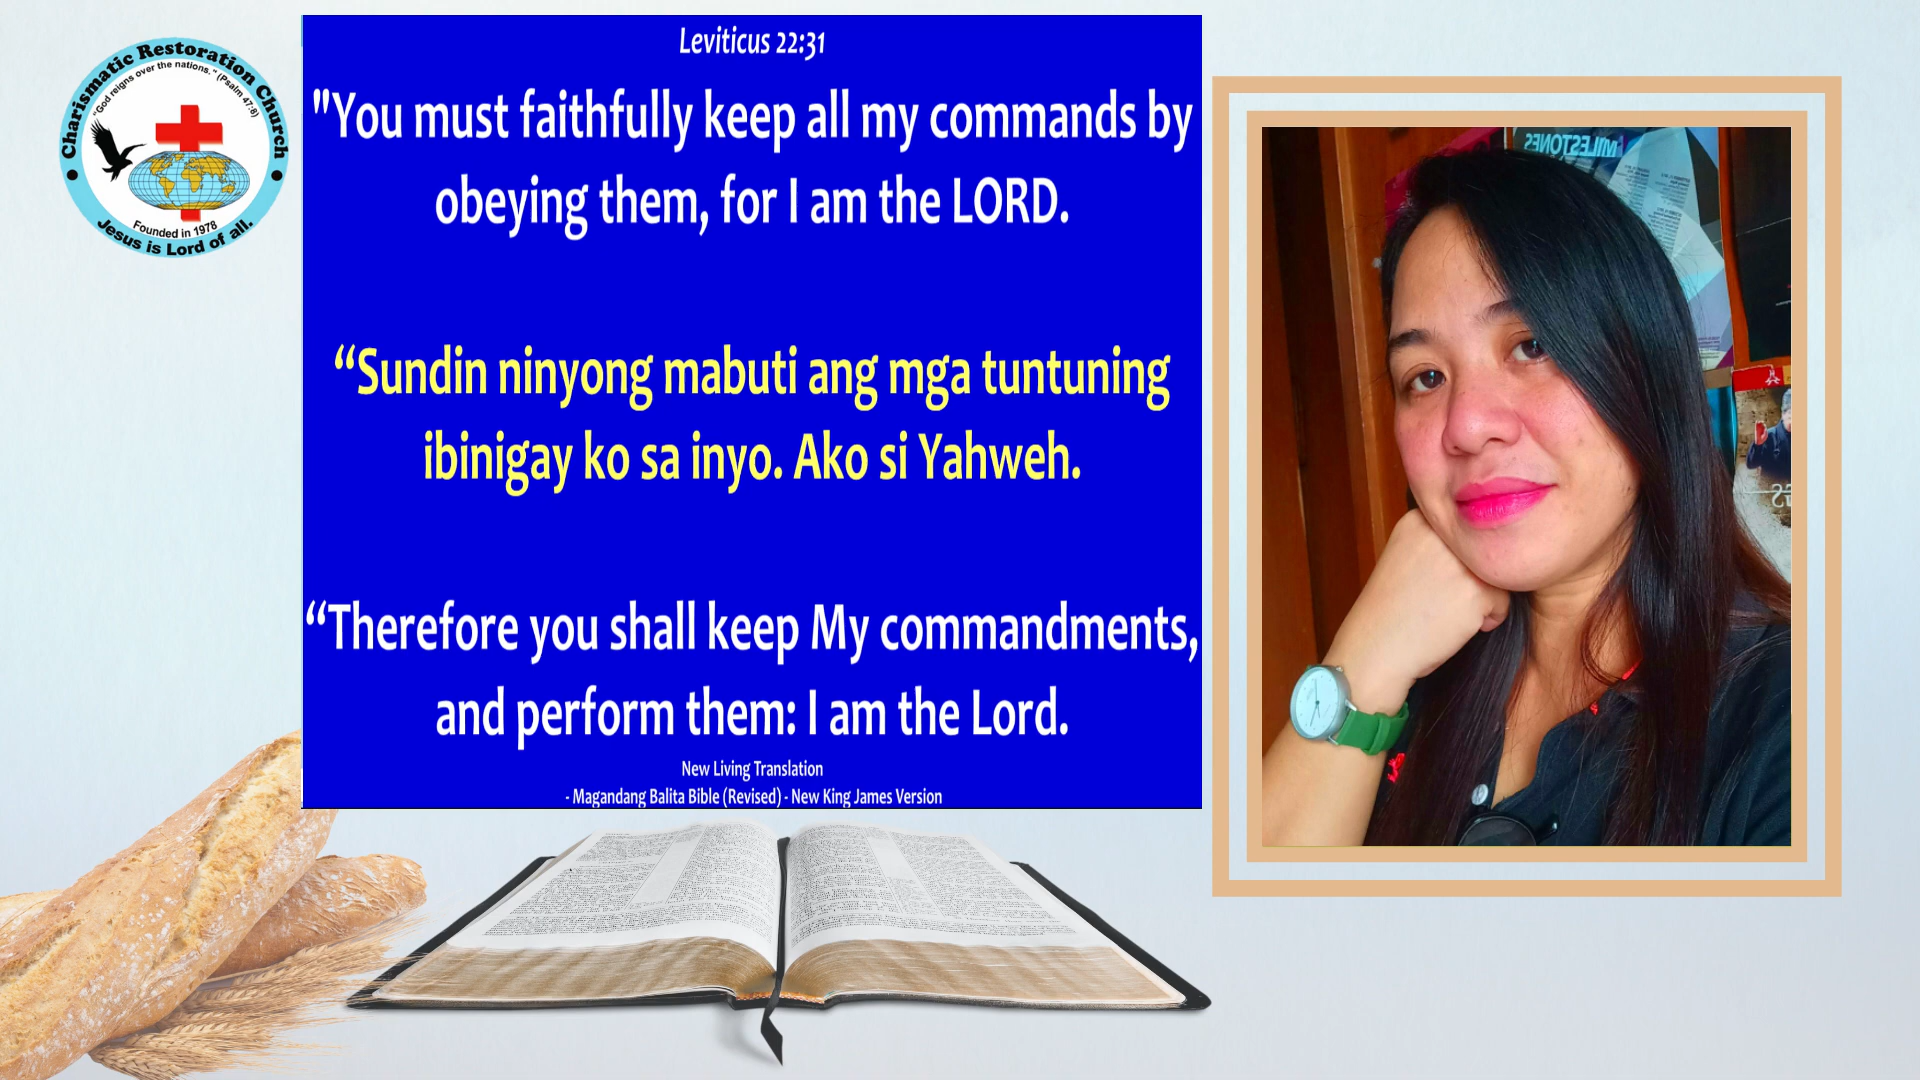 Charismatic Restoration Church
"God reigns over the nations." (Psalm 47:8)
Founded in 1978
Jesus is Lord of all.
Leviticus 22:31
"You must faithfully keep all my commands by
obeying them, for I am the LORD.
“Sundin ninyong mabuti ang mga tuntuning
ibinigay ko sa inyo. Ako si Yahweh.
“Therefore you shall keep My commandments,
and perform them: I am the Lord.
New Living Translation
- Magandang Balita Bible (Revised) - New King James Version
MILESTONES